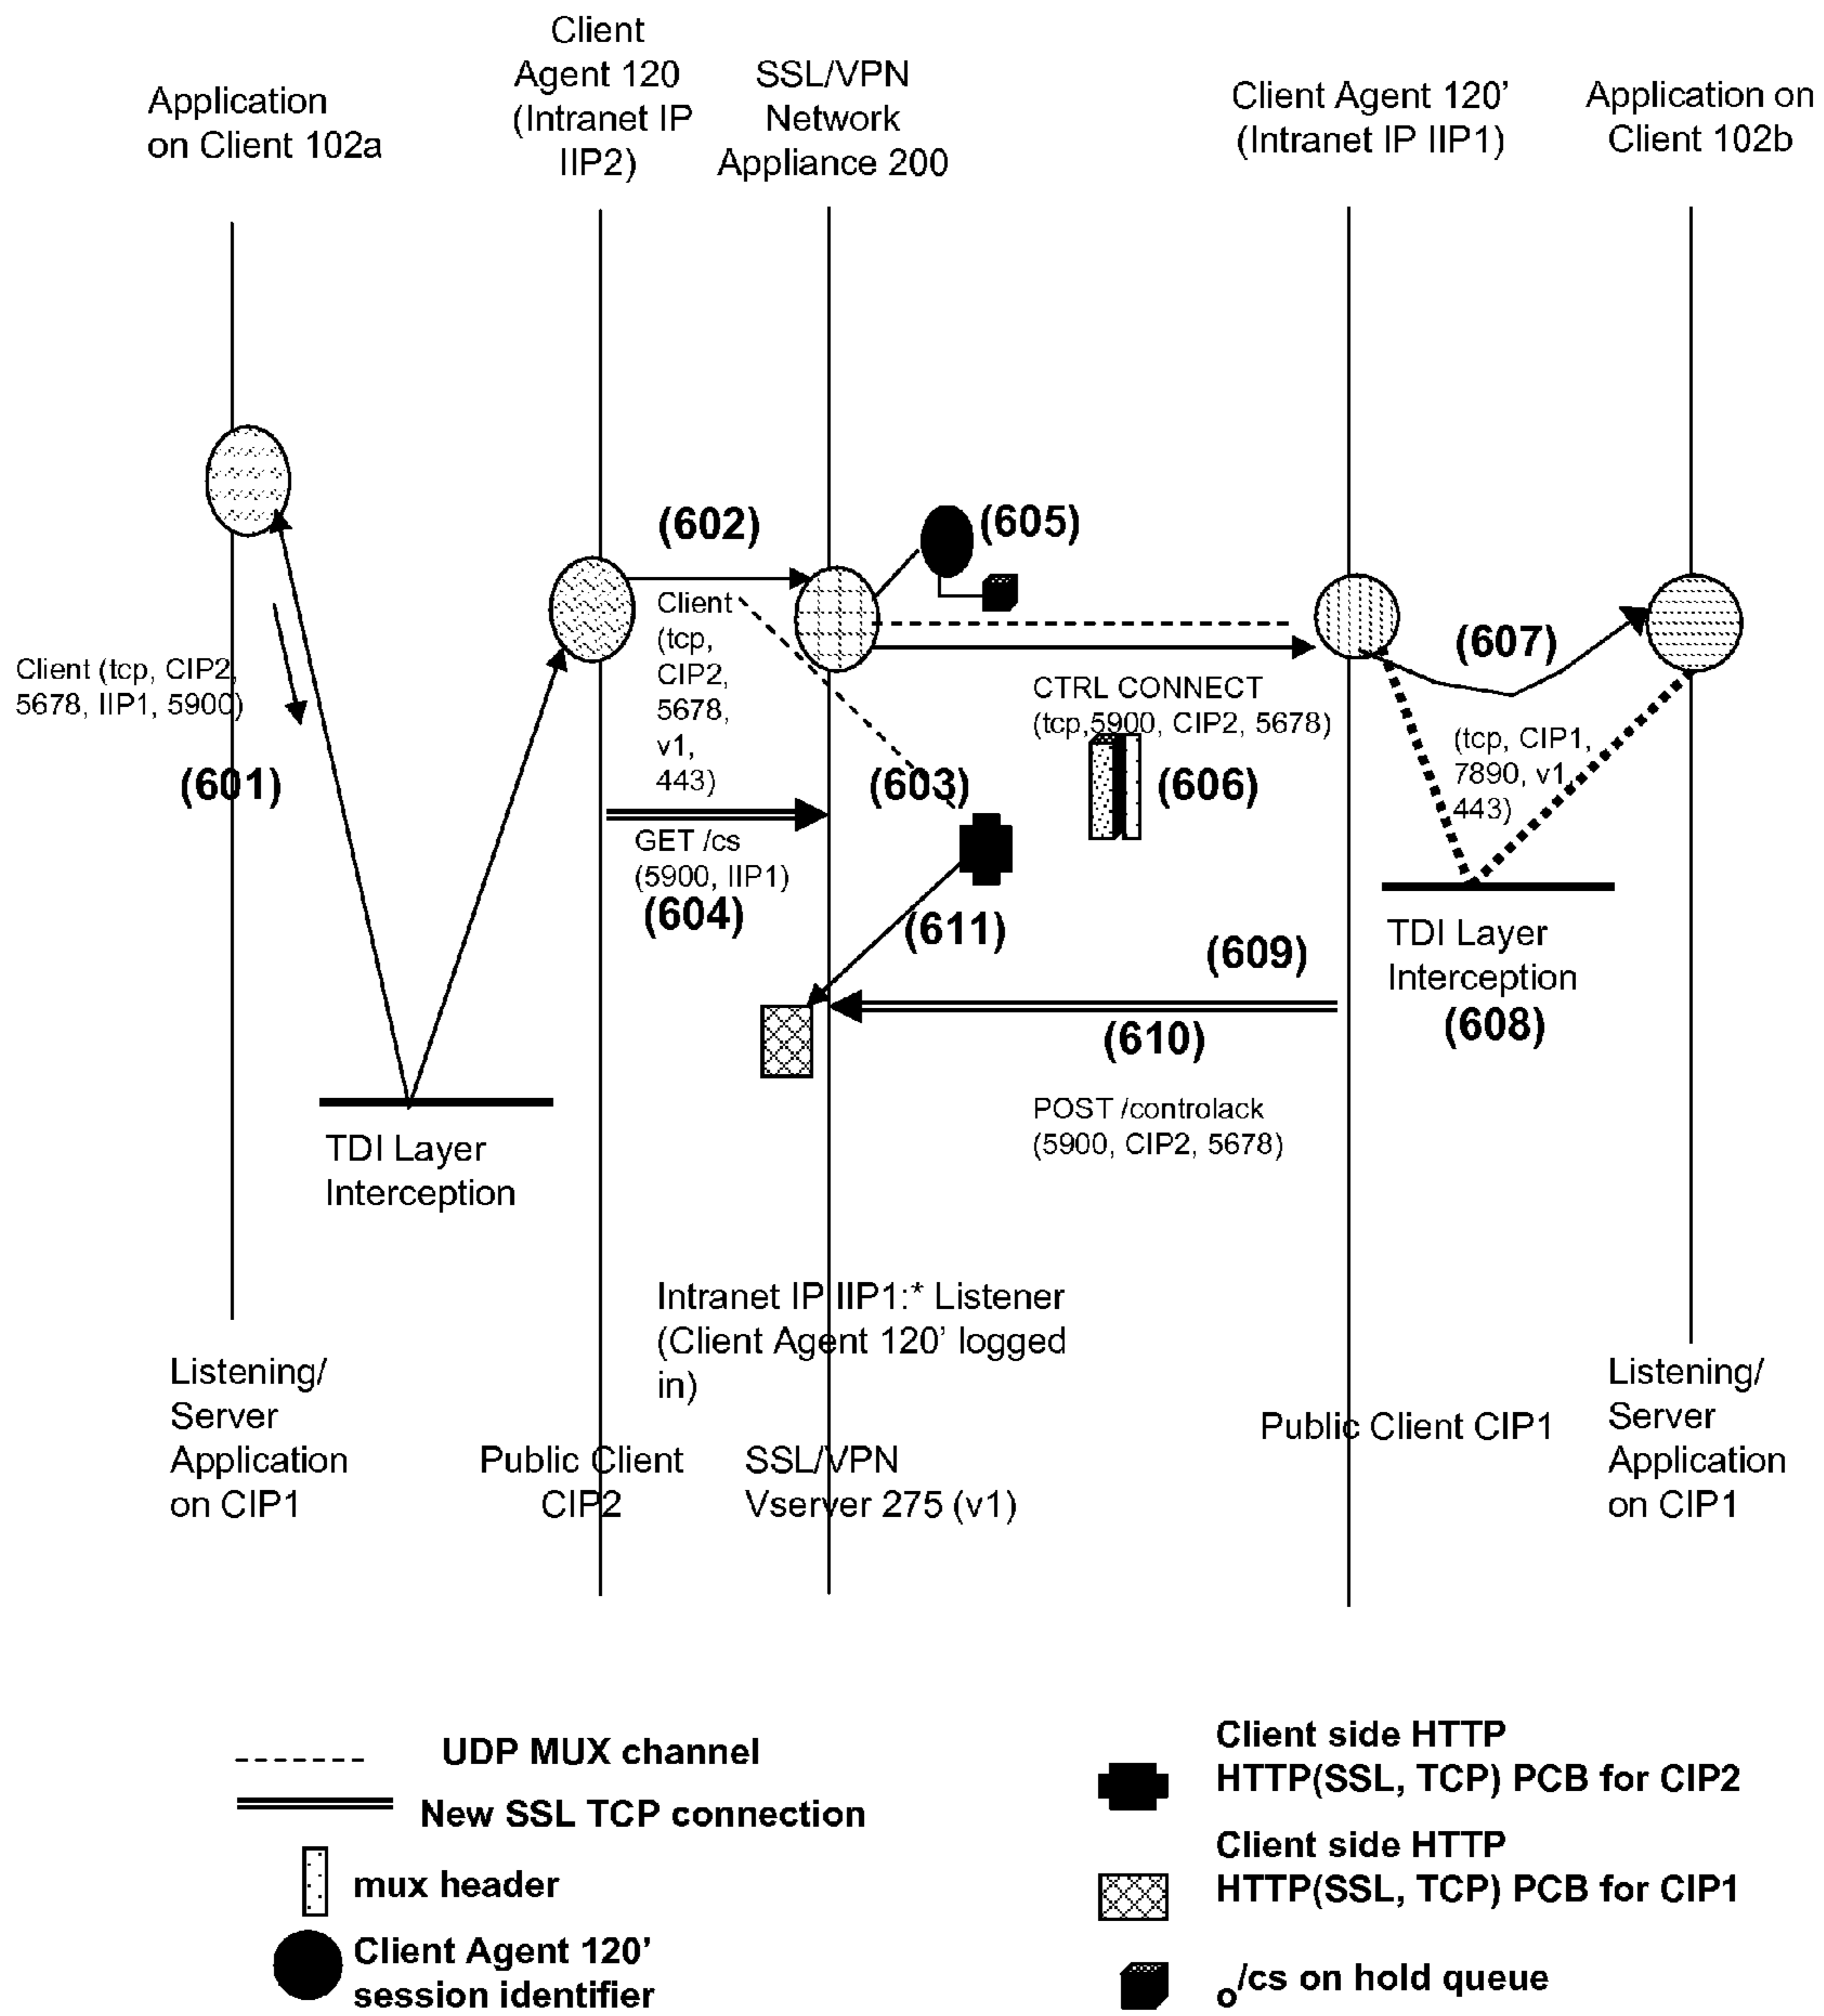 Application
on Client 102a
Client
Agent 120
(Intranet IP
IIP2)
SSL/VPN
Network
Appliance 200
Client Agent 120’
(Intranet IP IIP1)
Application on
Client 102b
Client (tcp, CIP2,
5678, IIP1, 5900)
(601)
(602)
Client
(tcp,
CIP2,
5678,
v1,
443)
GET /cs
(5900, IIP1)
(604)
(605)
(603)
CTRL CONNECT
(tcp,5900, CIP2, 5678)
(606)
(607)
(tcp, CIP1,
7890, v1,
443)
(611)
(609)
(610)
TDI Layer
Interception
(608)
POST /controlack
(5900, CIP2, 5678)
TDI Layer
Interception
Intranet IP IIP1:* Listener
(Client Agent 120’ logged
in)
Listening/
Server
Application
on CIP1
Public Client
CIP2
SSL/VPN
Vserver 275 (v1)
Public Client CIP1
Listening/
Server
Application
on CIP1
UDP MUX channel
New SSL TCP connection
mux header
Client Agent 120’
session identifier
Client side HTTP
HTTP(SSL, TCP) PCB for CIP2
Client side HTTP
HTTP(SSL, TCP) PCB for CIP1
o/cs on hold queue